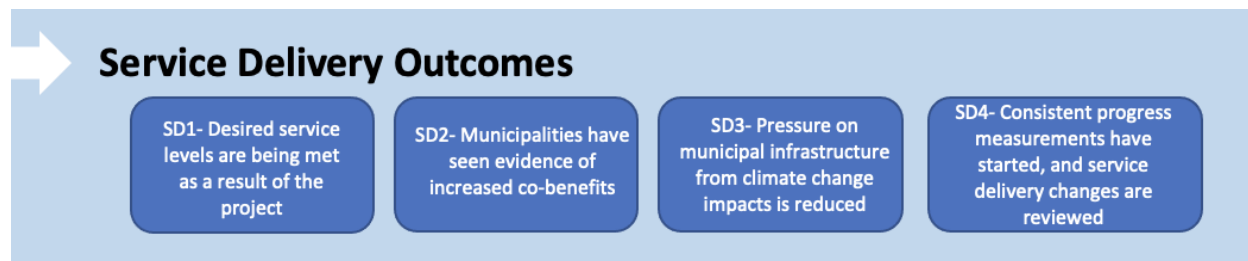 Service Delivery Outcomes
SD1- Desired service
levels are being met
as a result of the
project
SD2- Municipalities have
seen evidence of
increased co-benefits
SD3- Pressure on
municipal infrastructure
from climate change
impacts is reduced
SD4- Consistent progress
measurements have
started, and service
delivery changes are
reviewed